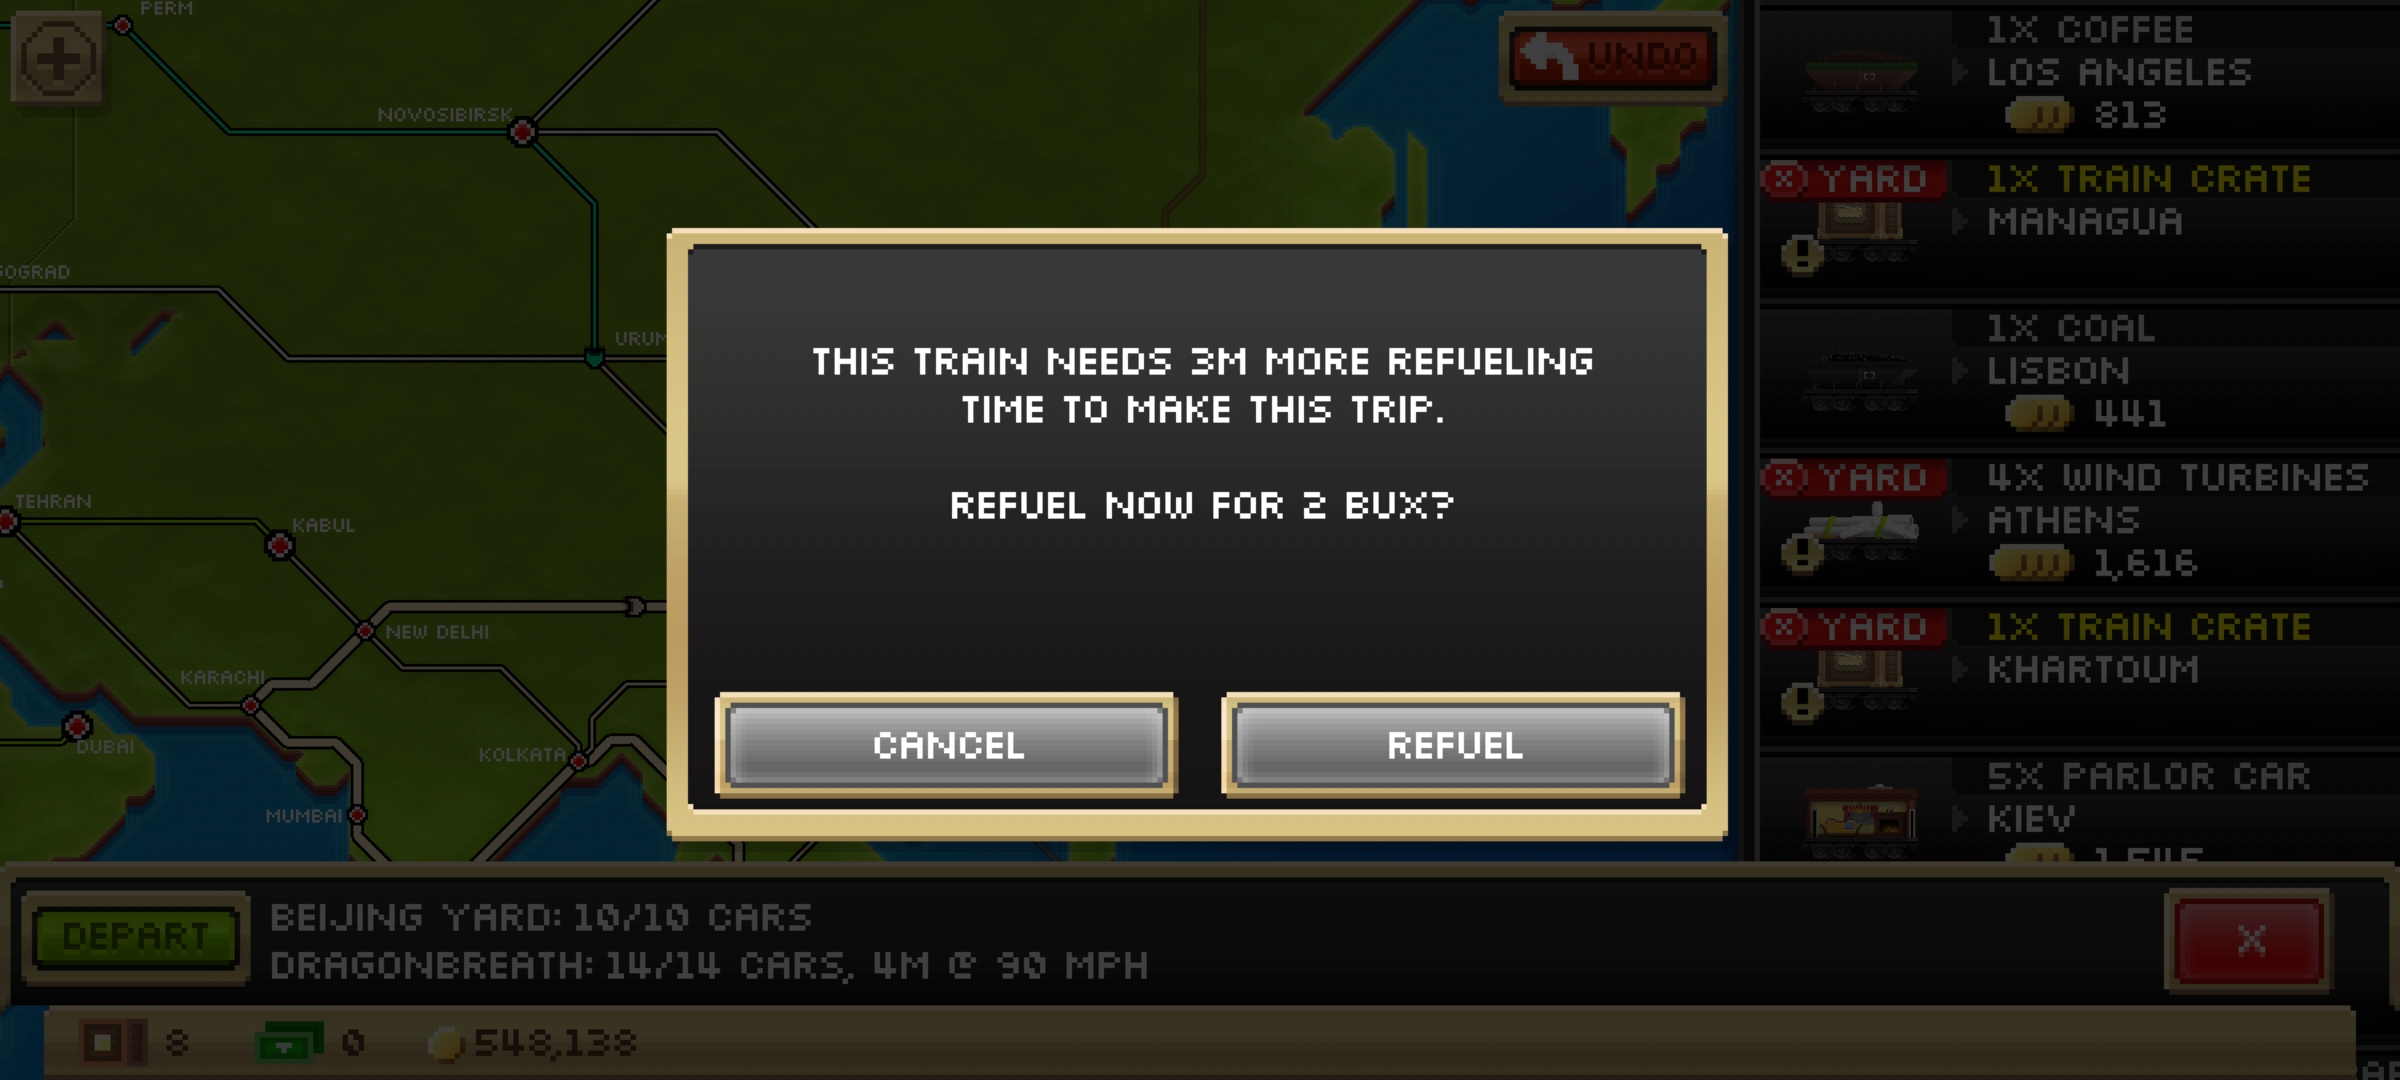 PERM
NOVOSIBIRSK
TEHRAN
KABUL
NEW DELHI
KARACHI
DUBAI
KOLKATA
MUMBAI
UNDO
THIS TRAIN NEEDS 3M MORE REFUELING
TIME TO MAKE THIS TRIP.
REFUEL NOW FOR 2 BUX?
CANCEL
REFUEL
1X COFFEE
LOS ANGELES
813
YARD
1X TRAIN CRATE
MANAGUA
1X COAL
LISBON
441
YARD
4X WIND TURBINES
ATHENS
1,616
YARD
1X TRAIN CRATE
KHARTOUM
5X PARLOR CAR
KIEV
DEPART
BEIJING YARD: 10/10 CARS
DRAGONBREATH: 14/14 CARS, 4M @ 90 MPH
X
8
0
548,138